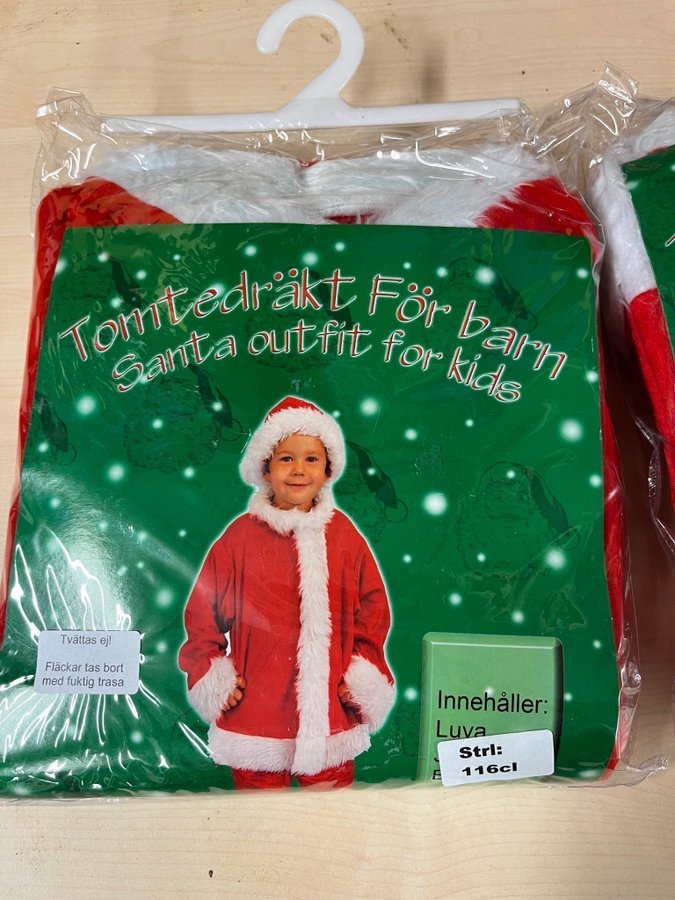 Tomtedräkt För barn
Santa outfit for kids
Tvättas ej!
Fläckar tas bort
med fuktig trasa
Innehåller:
Luva
Strl:
116cl